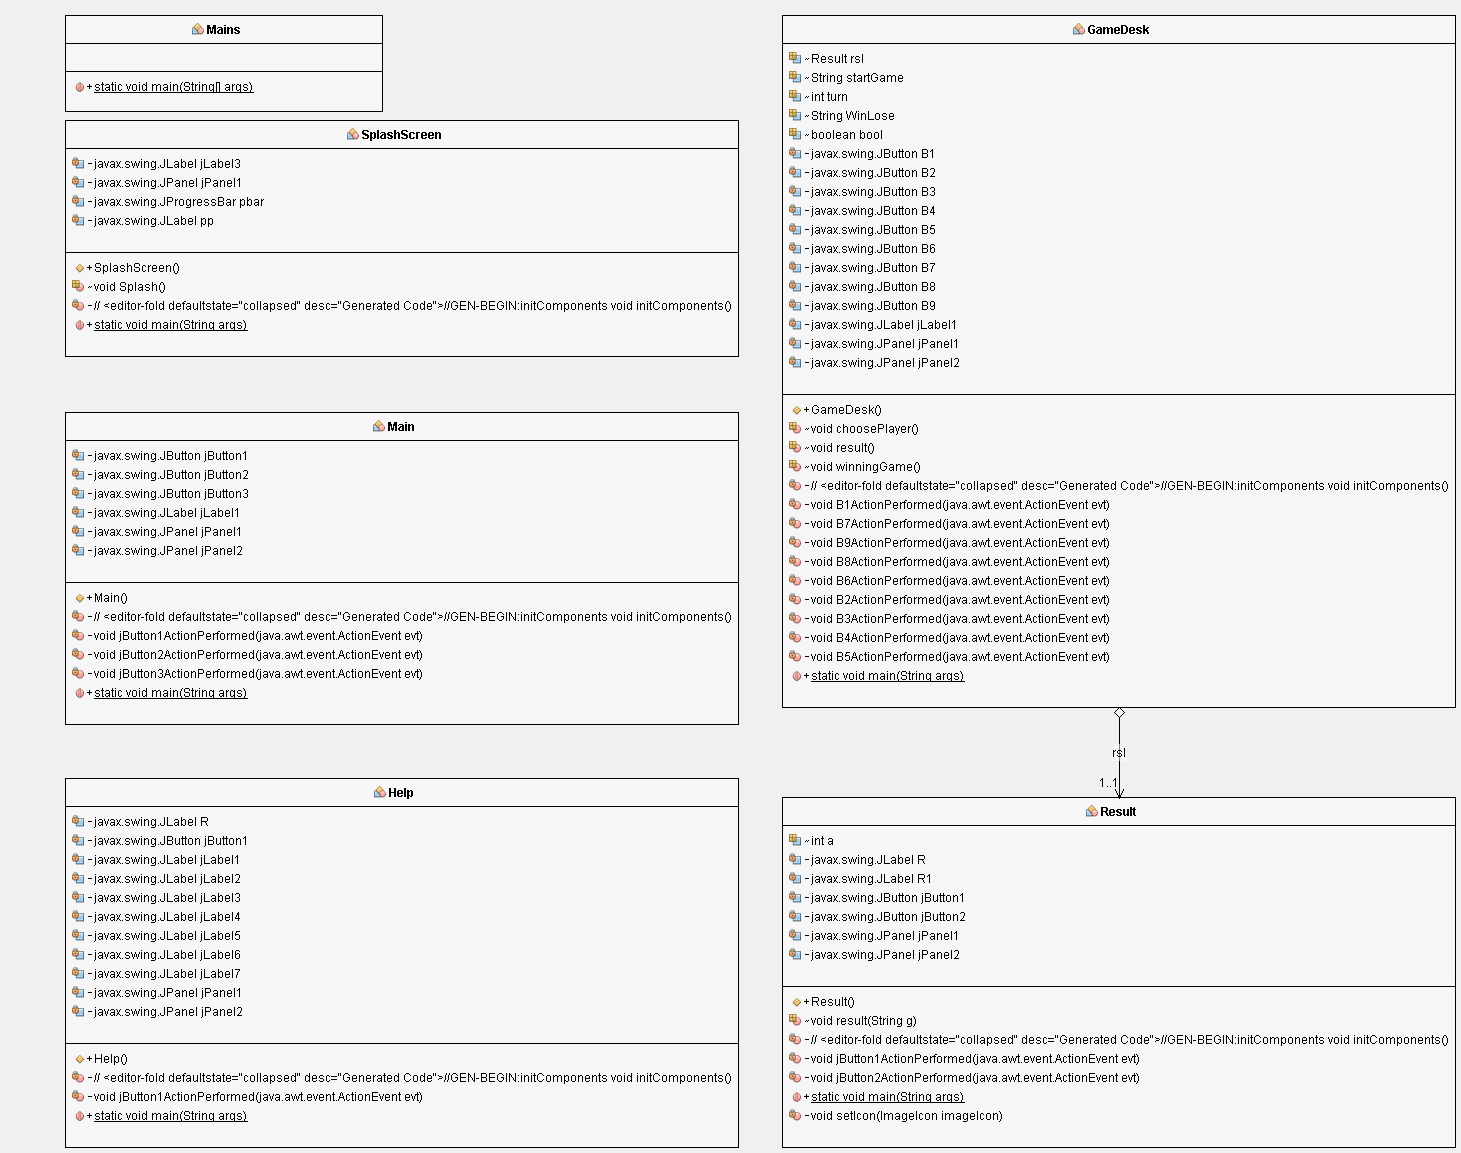 Mains
+static void main(String[] args)
SplashScreen
-javax.swing.JLabel jLabel3
-javax.swing.JPanel jPanel1
-javax.swing.JProgressBar pbar
-javax.swing.JLabel pp
+SplashScreen()
~void Splash()
-// <editor-fold defaultstate="collapsed" desc="Generated Code">//GEN-BEGIN:initComponents void initComponents()
+static void main(String args)
Main
-javax.swing.JButton jButton1
-javax.swing.JButton jButton2
-javax.swing.JButton jButton3
-javax.swing.JLabel jLabel1
-javax.swing.JPanel jPanel1
-javax.swing.JPanel jPanel2
+Main()
-// <editor-fold defaultstate="collapsed" desc="Generated Code">//GEN-BEGIN:initComponents void initComponents()
-void jButton1ActionPerformed(java.awt.event.ActionEvent evt)
-void jButton2ActionPerformed(java.awt.event.ActionEvent evt)
-void jButton3ActionPerformed(java.awt.event.ActionEvent evt)
+static void main(String args)
Help
-javax.swing.JLabel R
-javax.swing.JButton jButton1
-javax.swing.JLabel jLabel1
-javax.swing.JLabel jLabel2
-javax.swing.JLabel jLabel3
-javax.swing.JLabel jLabel4
-javax.swing.JLabel jLabel5
-javax.swing.JLabel jLabel6
-javax.swing.JLabel jLabel7
-javax.swing.JPanel jPanel1
-javax.swing.JPanel jPanel2
+Help()
-// <editor-fold defaultstate="collapsed" desc="Generated Code">//GEN-BEGIN:initComponents void initComponents()
-void jButton1ActionPerformed(java.awt.event.ActionEvent evt)
+static void main(String args)
GameDesk
~Result rsl
~String startGame
~int turn
~String WinLose
~boolean bool
-javax.swing.JButton B1
-javax.swing.JButton B2
-javax.swing.JButton B3
-javax.swing.JButton B4
-javax.swing.JButton B5
-javax.swing.JButton B6
-javax.swing.JButton B7
-javax.swing.JButton B8
-javax.swing.JButton B9
-javax.swing.JLabel jLabel1
-javax.swing.JPanel jPanel1
-javax.swing.JPanel jPanel2
+GameDesk()
~void choosePlayer()
~void result()
~void winningGame()
-// <editor-fold defaultstate="collapsed" desc="Generated Code">//GEN-BEGIN:initComponents void initComponents()
-void B1ActionPerformed(java.awt.event.ActionEvent evt)
-void B7ActionPerformed(java.awt.event.ActionEvent evt)
-void B9ActionPerformed(java.awt.event.ActionEvent evt)
-void B8ActionPerformed(java.awt.event.ActionEvent evt)
-void B6ActionPerformed(java.awt.event.ActionEvent evt)
-void B2ActionPerformed(java.awt.event.ActionEvent evt)
-void B3ActionPerformed(java.awt.event.ActionEvent evt)
-void B4ActionPerformed(java.awt.event.ActionEvent evt)
-void B5ActionPerformed(java.awt.event.ActionEvent evt)
+static void main(String args)
rsl
1..1
Result
~int a
-javax.swing.JLabel R
-javax.swing.JLabel R1
-javax.swing.JButton jButton1
-javax.swing.JButton jButton2
-javax.swing.JPanel jPanel1
-javax.swing.JPanel jPanel2
+Result()
~void result(String g)
-// <editor-fold defaultstate="collapsed" desc="Generated Code">//GEN-BEGIN:initComponents void initComponents()
-void jButton1ActionPerformed(java.awt.event.ActionEvent evt)
-void jButton2ActionPerformed(java.awt.event.ActionEvent evt)
+static void main(String args)
-void setIcon(ImageIcon imageIcon)